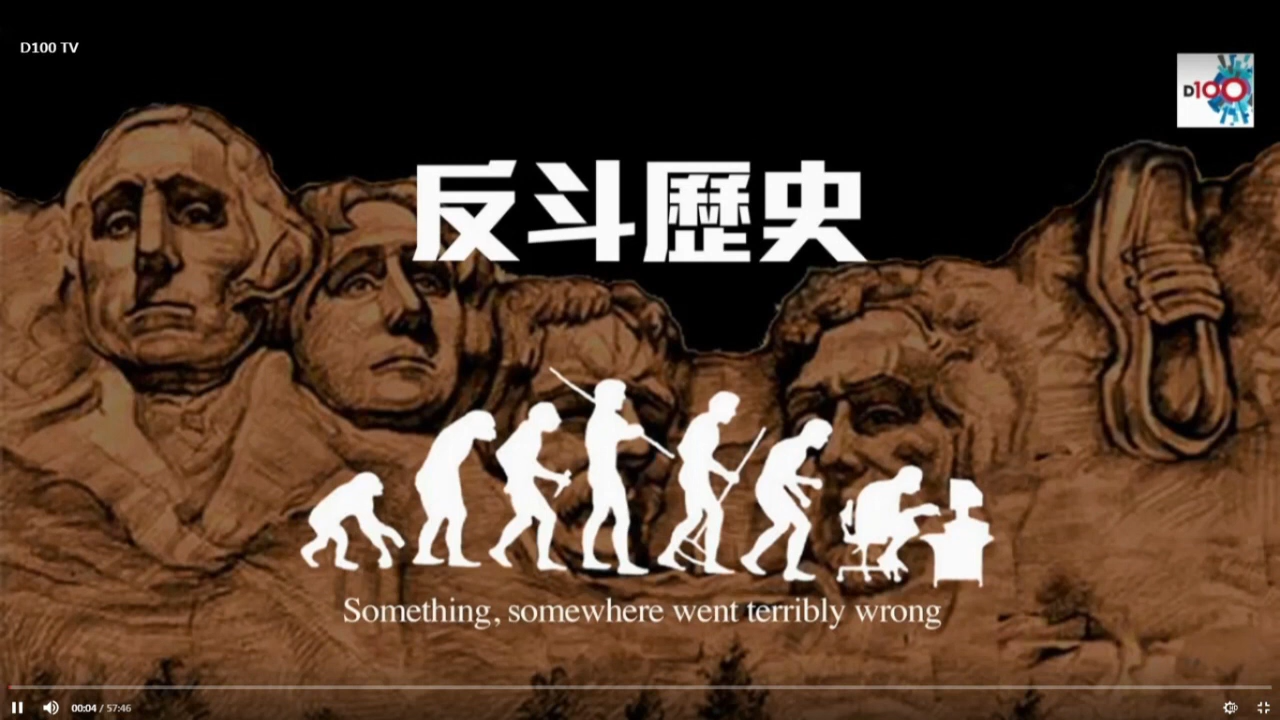 D100 TV
D100
反斗歷史
Something, somewhere went terribly wrong
00:04 / 57:46